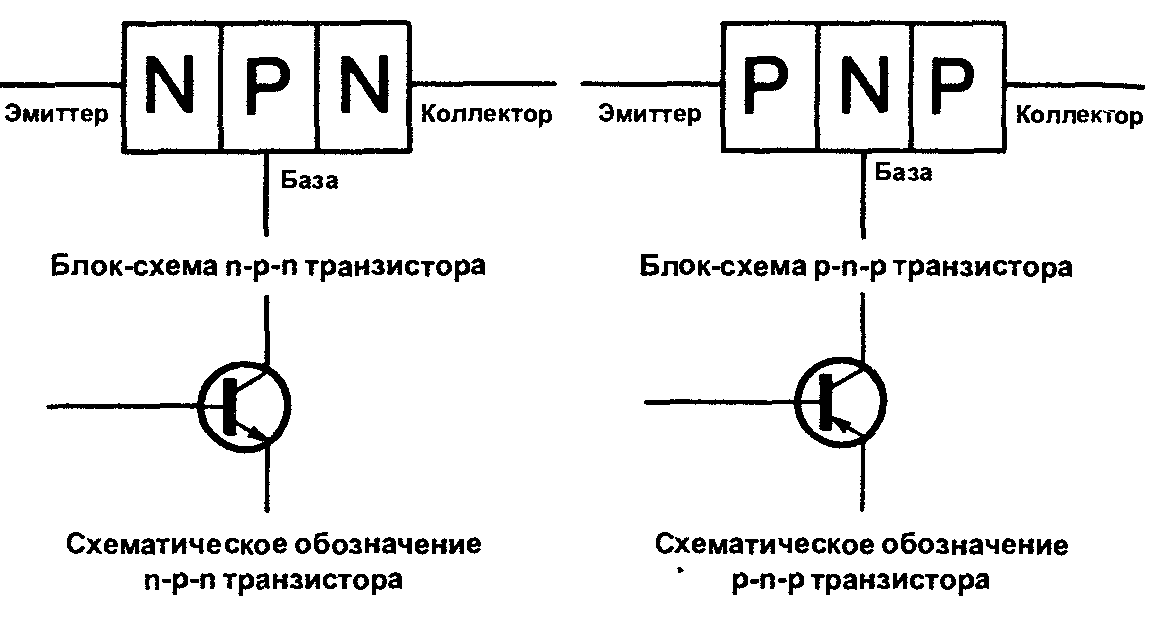 N P N
Эмиттер
Коллектор
База
Блок-схема n-p-n транзистора
Схематическое обозначение
n-p-n транзистора
P N P
Эмиттер
Коллектор
База
Блок-схема p-n-p транзистора
Схематическое обозначение
p-n-p транзистора